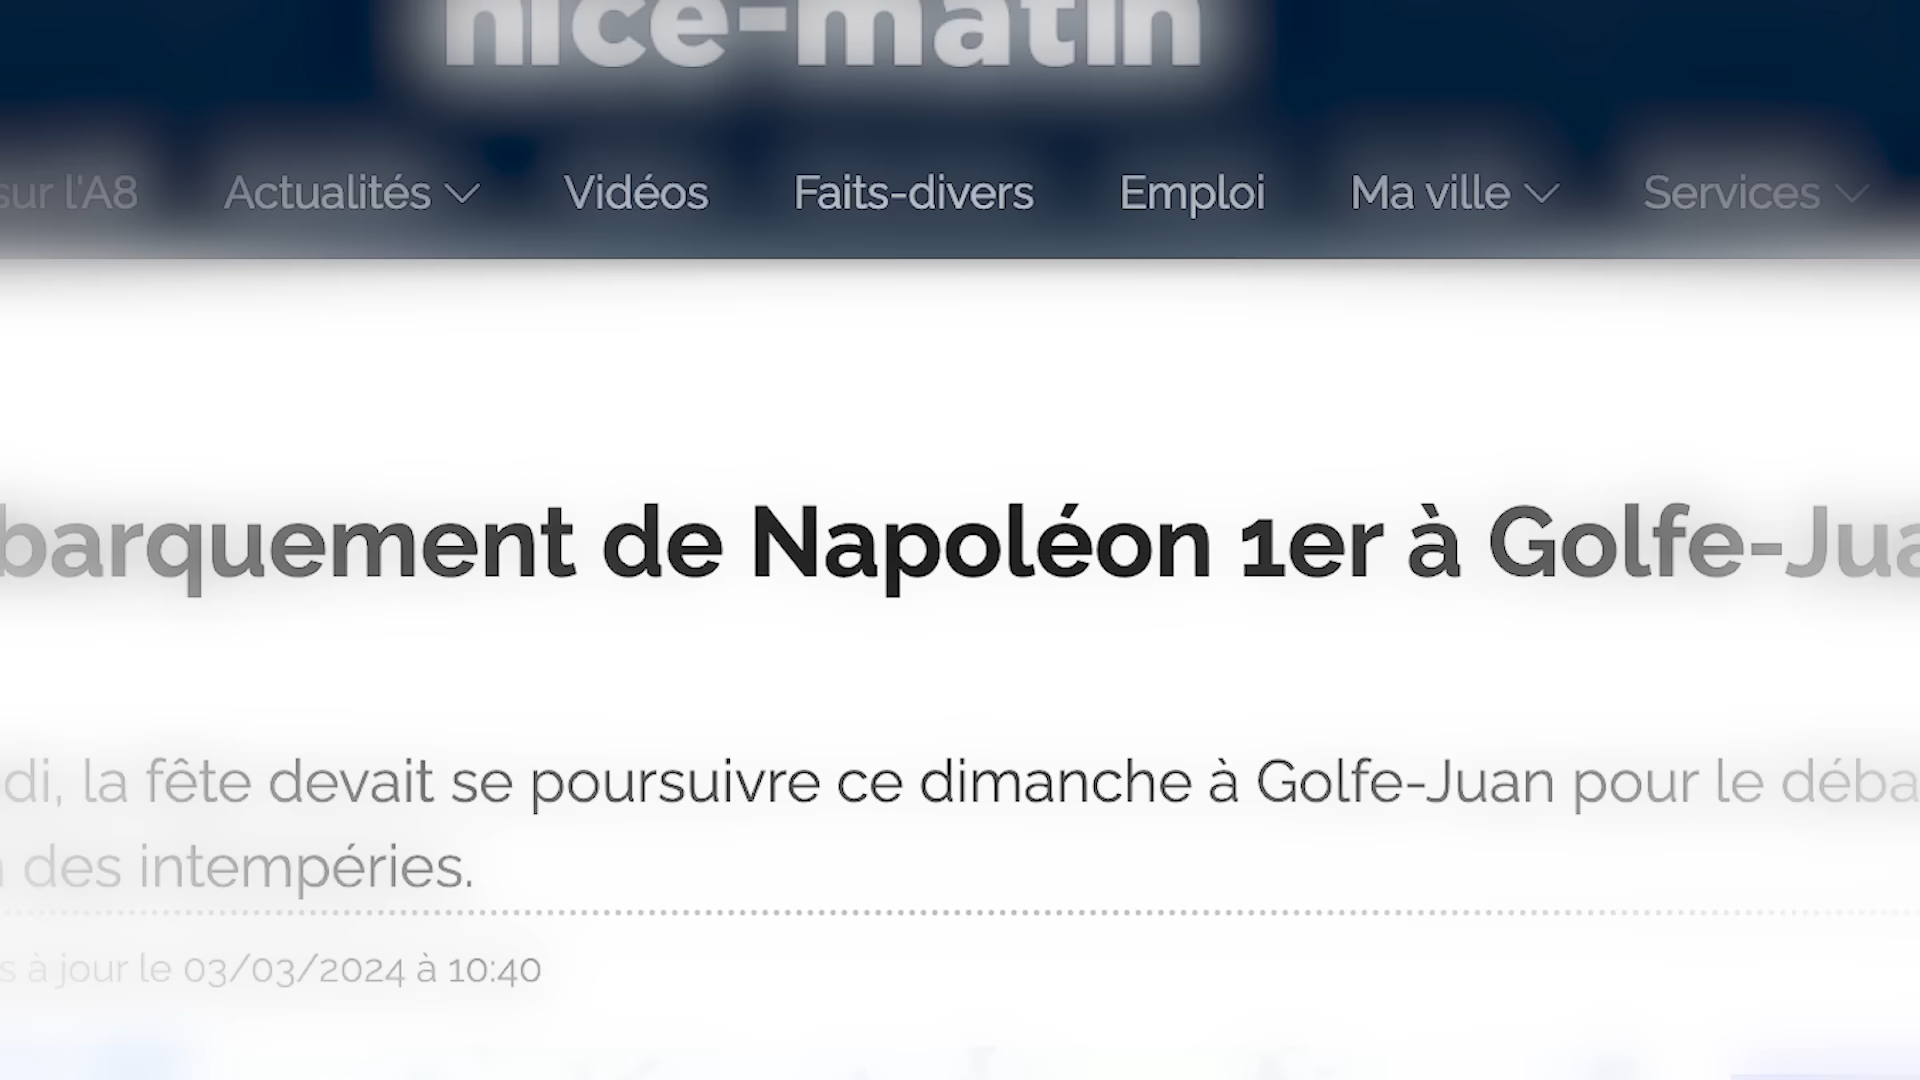 nice-matin
sur l'A8 Actualités Vidéos Faits-divers Emploi Ma ville Services
barquement de Napoléon 1er à Golfe-Jua
di, la fête devait se poursuivre ce dimanche à Golfe-Juan pour le déba
des intempéries.
s à jour le 03/03/2024 à 10:40